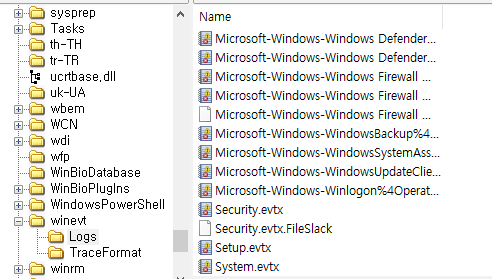 sysprep
Tasks
th-TH
tr-TR
ucrtbase.dll
uk-UA
wbem
WCN
wdi
wfp
WinBioDatabase
WinBioPlugIns
WindowsPowerShell
winevt
Logs
TraceFormat
winrm
Name
Microsoft-Windows-Windows Defender...
Microsoft-Windows-Windows Defender...
Microsoft-Windows-Windows Firewall ...
Microsoft-Windows-Windows Firewall ...
Microsoft-Windows-Windows Firewall ...
Microsoft-Windows-WindowsBackup%4...
Microsoft-Windows-WindowsSystemAss...
Microsoft-Windows-WindowsUpdateClie...
Microsoft-Windows-Winlogon%4Operat...
Security.evtx
Security.evtx.FileSlack
Setup.evtx
System.evtx